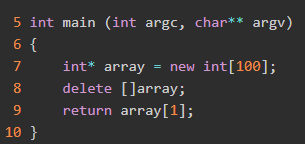 5 int main (int argc, char** argv)
6 {
7     int* array = new int[100];
8     delete []array;
9     return array[1];
10 }